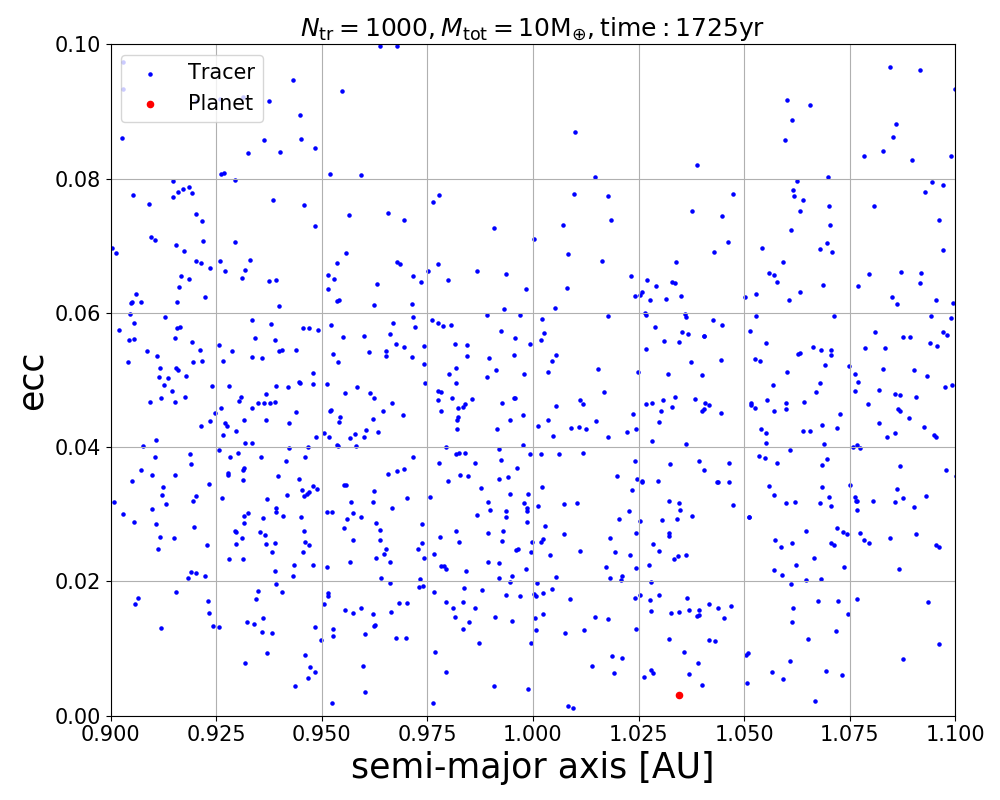 N_tr = 1000, M_tot = 10M_⊕, time : 1725yr
0.10
Tracer
Planet
0.08
0.06
ecc
0.04
0.02
0.00
0.900 0.925 0.950 0.975 1.000 1.025 1.050 1.075 1.100
semi-major axis [AU]